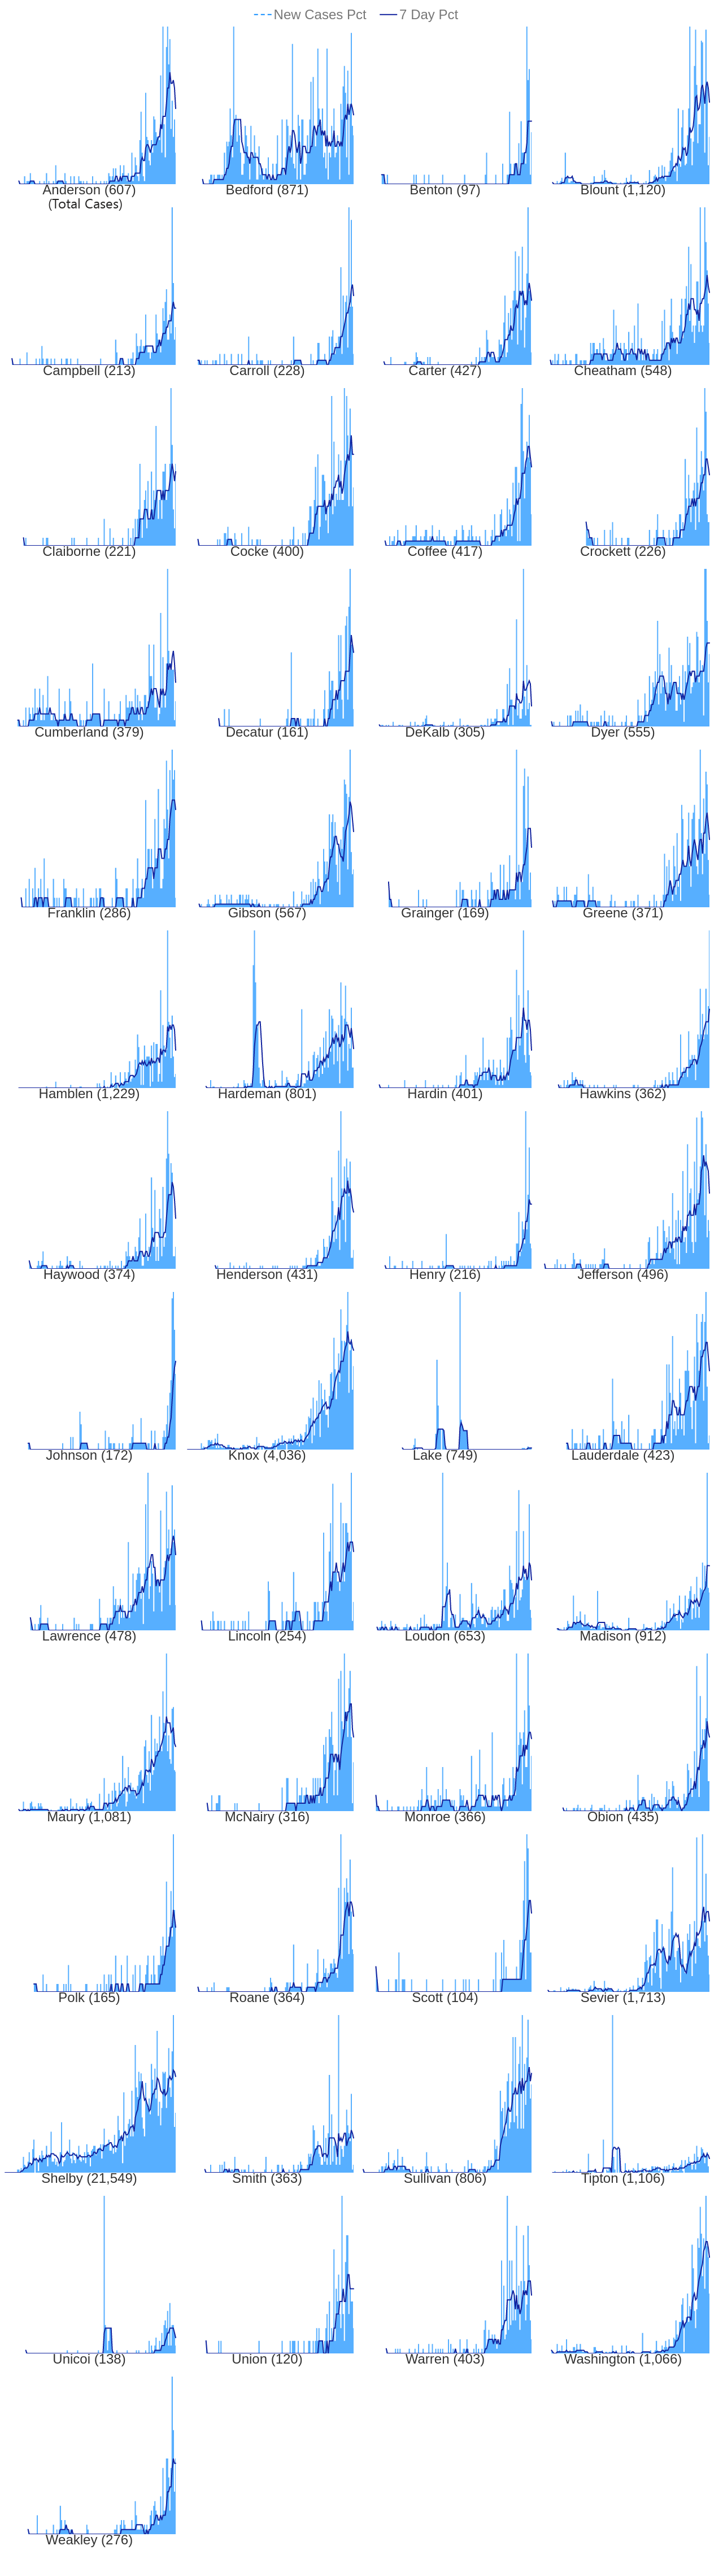 New Cases Pct 7 Day Pct
Anderson (607) Bedford (871) Benton (97) Blount (1,120)
(Total Cases)
Campbell (213) Carroll (228) Carter (427) Cheatham (548)
Claiborne (221) Cocke (400) Coffee (417) Crockett (226)
Cumberland (379) Decatur (161) DeKalb (305) Dyer (555)
Franklin (286) Gibson (567) Grainger (169) Greene (371)
Hamblen (1,229) Hardeman (801) Hardin (401) Hawkins (362)
Haywood (374) Henderson (431) Henry (216) Jefferson (496)
Johnson (172) Knox (4,036) Lake (749) Lauderdale (423)
Lawrence (478) Lincoln (254) Loudon (653) Madison (912)
Maury (1,081) McNairy (316) Monroe (366) Obion (435)
Polk (165) Roane (364) Scott (104) Sevier (1,713)
Shelby (21,549) Smith (363) Sullivan (806) Tipton (1,106)
Unicoi (138) Union (120) Warren (403) Washington (1,066)
Weakley (276)